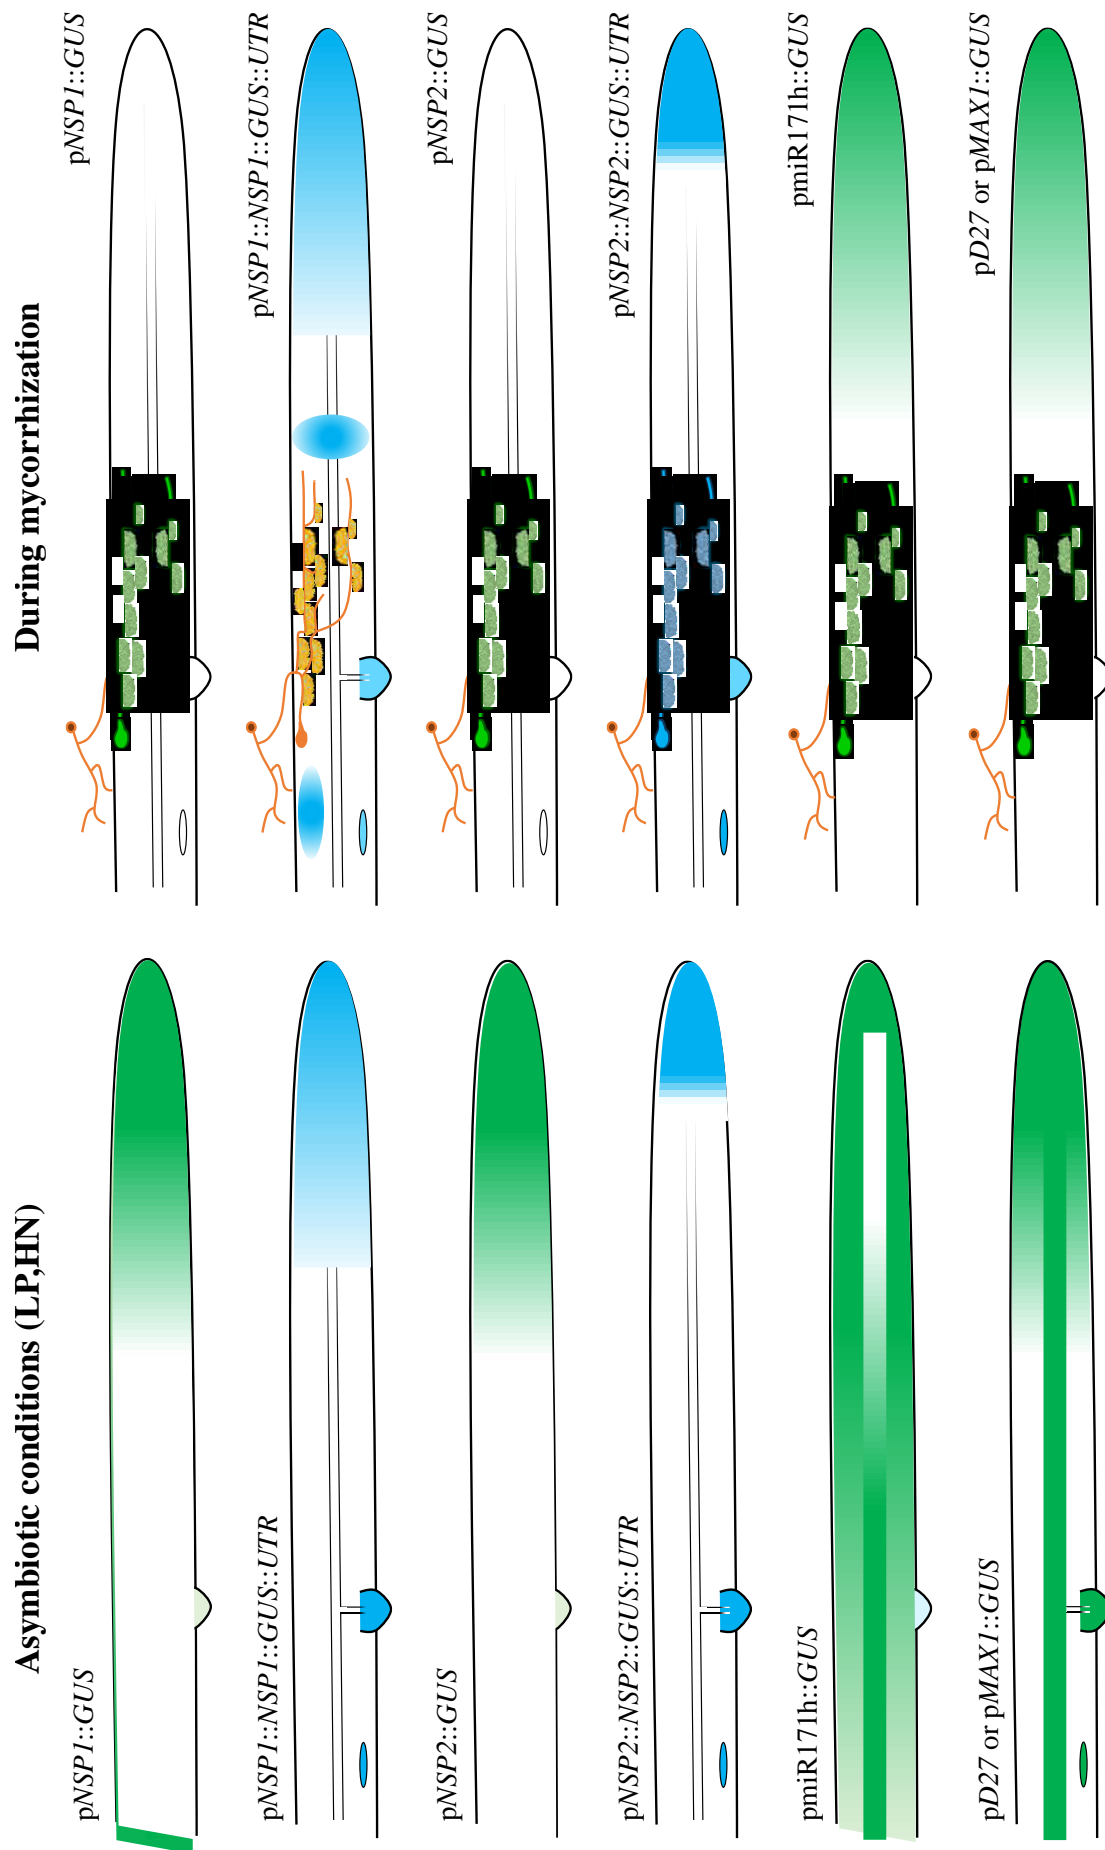 Asymbiotic conditions (LP,HN)
During mycorrhization
pNSP1::GUS
pNSP1::GUS
pNSP1::NSP1::GUS::UTR
pNSP1::NSP1::GUS::UTR
pNSP2::GUS
pNSP2::GUS
pNSP2::NSP2::GUS::UTR
pNSP2::NSP2::GUS::UTR
pmiR171h::GUS
pmiR171h::GUS
pD27 or pMAX1::GUS
pD27 or pMAX1::GUS